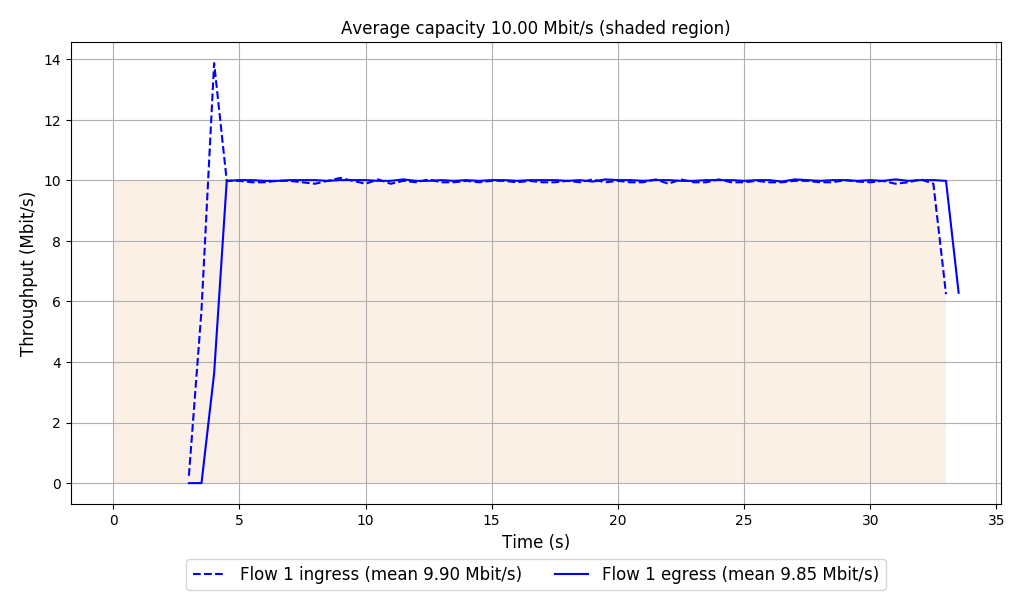 Average capacity 10.00 Mbit/s (shaded region)
Throughput (Mbit/s)
14
12
10
8
6
4
2
0
0 5 10 15 20 25 30 35
Time (s)
Flow 1 ingress (mean 9.90 Mbit/s) Flow 1 egress (mean 9.85 Mbit/s)